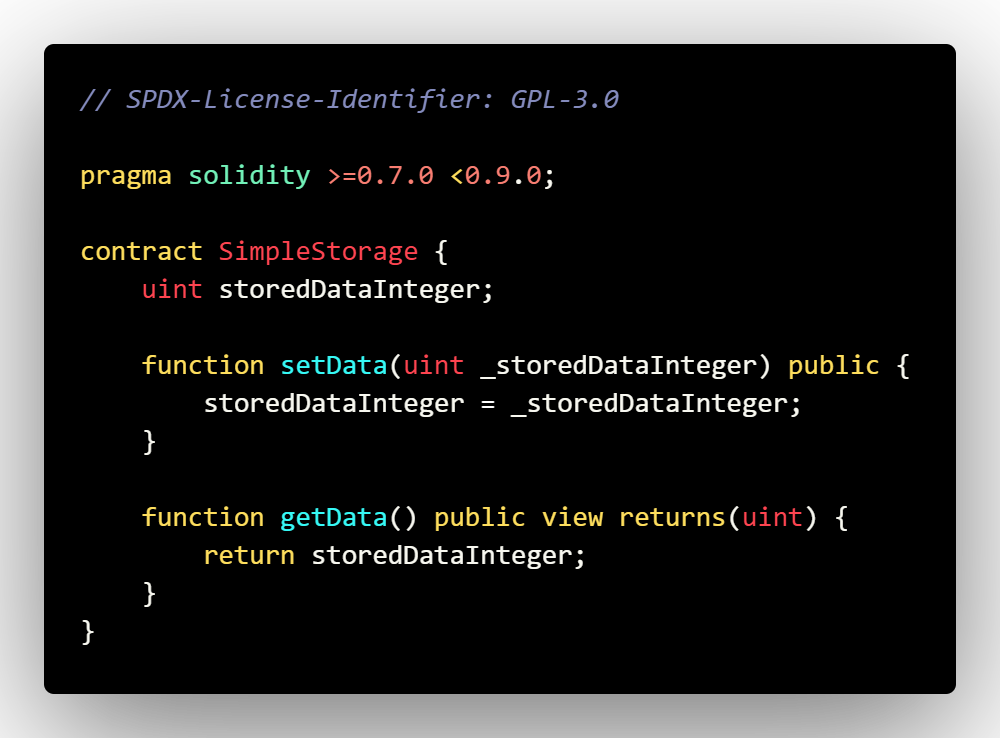 // SPDX-License-Identifier: GPL-3.0
pragma solidity >=0.7.0 <0.9.0;
contract SimpleStorage {
    uint storedDataInteger;
    function setData(uint _storedDataInteger) public {
        storedDataInteger = _storedDataInteger;
    }
    function getData() public view returns(uint) {
        return storedDataInteger;
    }
}